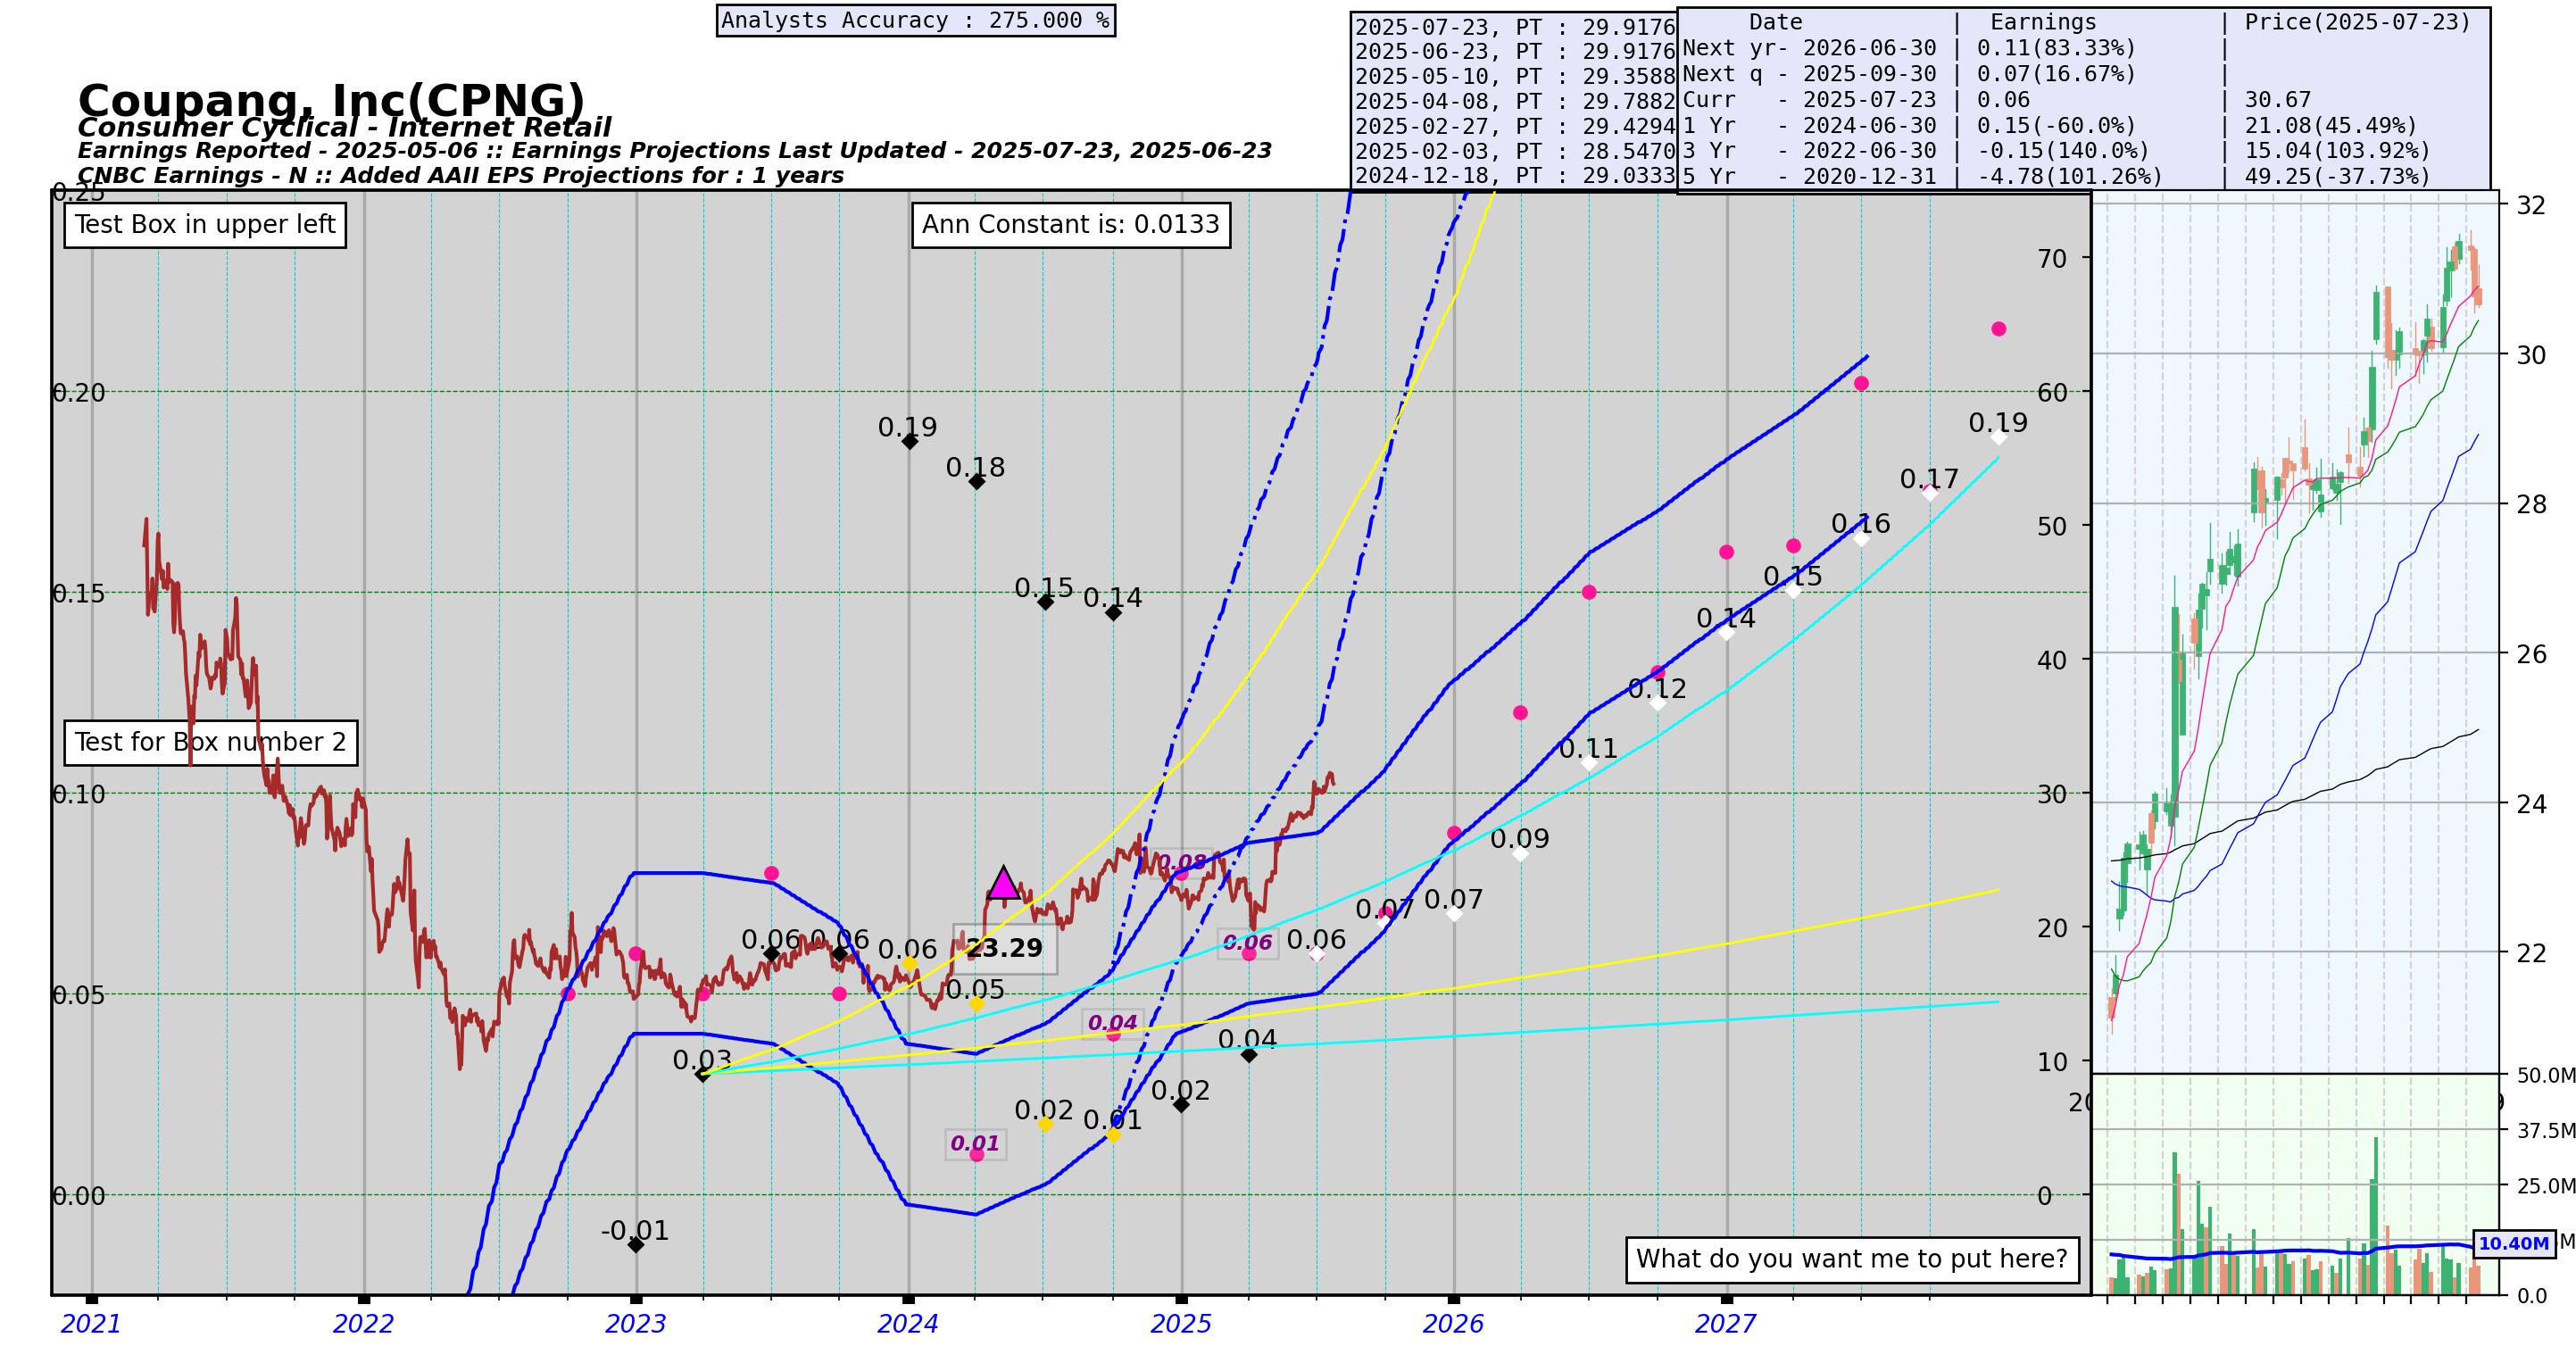 Analysts Accuracy : 275.000 %
2025-07-23, PT : 29.9176
2025-06-23, PT : 29.9176
2025-05-10, PT : 29.3588
2025-04-08, PT : 29.7882
2025-02-27, PT : 29.4294
2025-02-03, PT : 28.5470
2024-12-18, PT : 29.0333
Date | Earnings | Price(2025-07-23)
Next yr- 2026-06-30 | 0.11(83.33%) |
Next q - 2025-09-30 | 0.07(16.67%) |
Curr - 2025-07-23 | 0.06 | 30.67
1 Yr - 2024-06-30 | 0.15(-60.0%) | 21.08(45.49%)
3 Yr - 2022-06-30 | -0.15(140.0%) | 15.04(103.92%)
5 Yr - 2020-12-31 | -4.78(101.26%) | 49.25(-37.73%)
Coupang, Inc(CPNG)
Consumer Cyclical - Internet Retail
Earnings Reported - 2025-05-06 :: Earnings Projections Last Updated - 2025-07-23, 2025-06-23
CNBC Earnings - N :: Added AAII EPS Projections for : 1 years
0.25
0.20
0.15
0.10
0.05
0.00
Test Box in upper left
Ann Constant is: 0.0133
Test for Box number 2
What do you want me to put here?
-0.01
0.03
0.06
0.06
0.19
0.06
0.18
0.05
0.01
23.29
0.15
0.02
0.14
0.04
0.01
0.08
0.02
0.06
0.04
0.06
0.07
0.07
0.09
0.11
0.12
0.14
0.15
0.16
0.17
0.19
70
60
50
40
30
20
10
0
32
30
28
26
24
22
50.0M
37.5M
25.0M
10.40M
0.0
2021
2022
2023
2024
2025
2026
2027